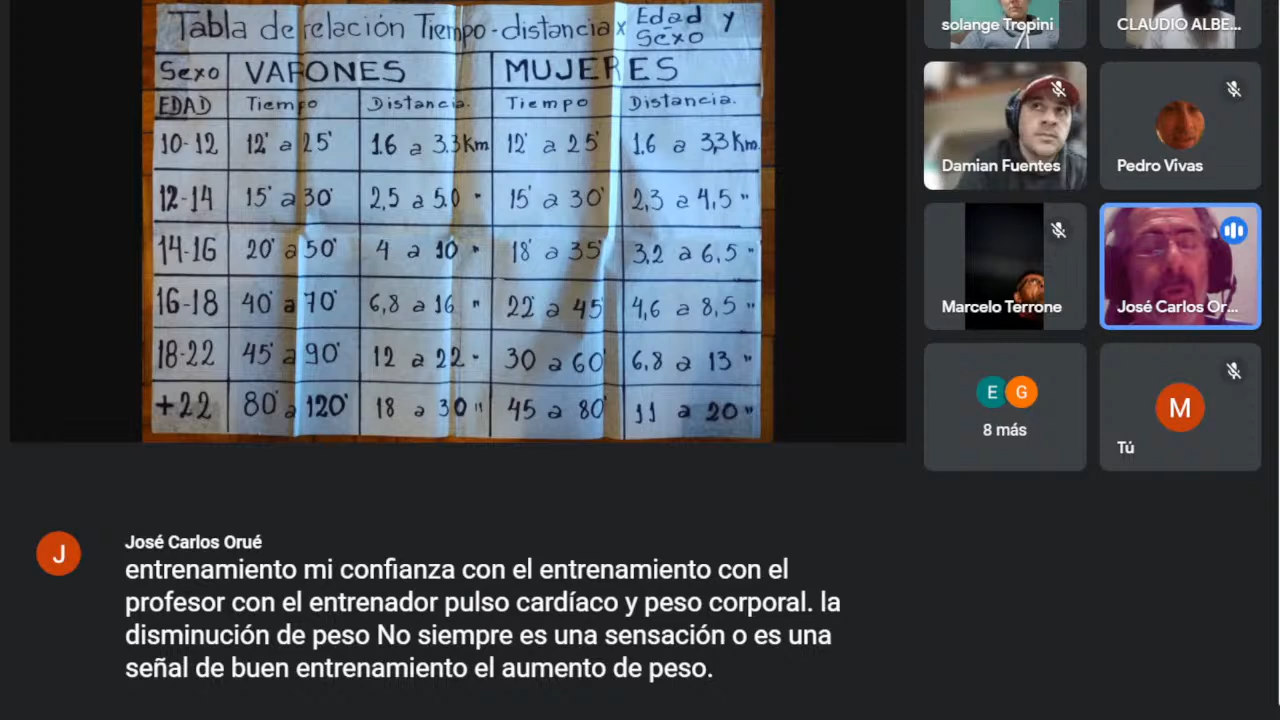 Tabla de relación Tiempo-distancia x Edad y Sexo
Sexo VARONES MUJERES
EDAD Tiempo Distancia. Tiempo Distancia.
10-12 12' a 25' 1.6 a 3.3 Km 12' a 25' 1.6 a 3,3 Km.
12-14 15' a 30' 2,5 a 5.0 " 15' a 30' 2,3 a 4,5 "
14-16 20' a 50' 4 a 10 " 18' a 35' 3,2 a 6,5 "
16-18 40' a 70' 6,8 a 16 " 22' a 45' 4,6 a 8,5 "
18-22 45' a 90' 12 a 22 " 30 a 60' 6,8 a 13 "
+22 80' a 120' 18 a 30 " 45 a 80' 11 a 20 "
solange Tropini
CLAUDIO ALBE...
Damian Fuentes
Pedro Vivas
Marcelo Terrone
José Carlos Or...
E G
8 más
M
Tú
J
José Carlos Orué
entrenamiento mi confianza con el entrenamiento con el
profesor con el entrenador pulso cardíaco y peso corporal. la
disminución de peso No siempre es una sensación o es una
señal de buen entrenamiento el aumento de peso.